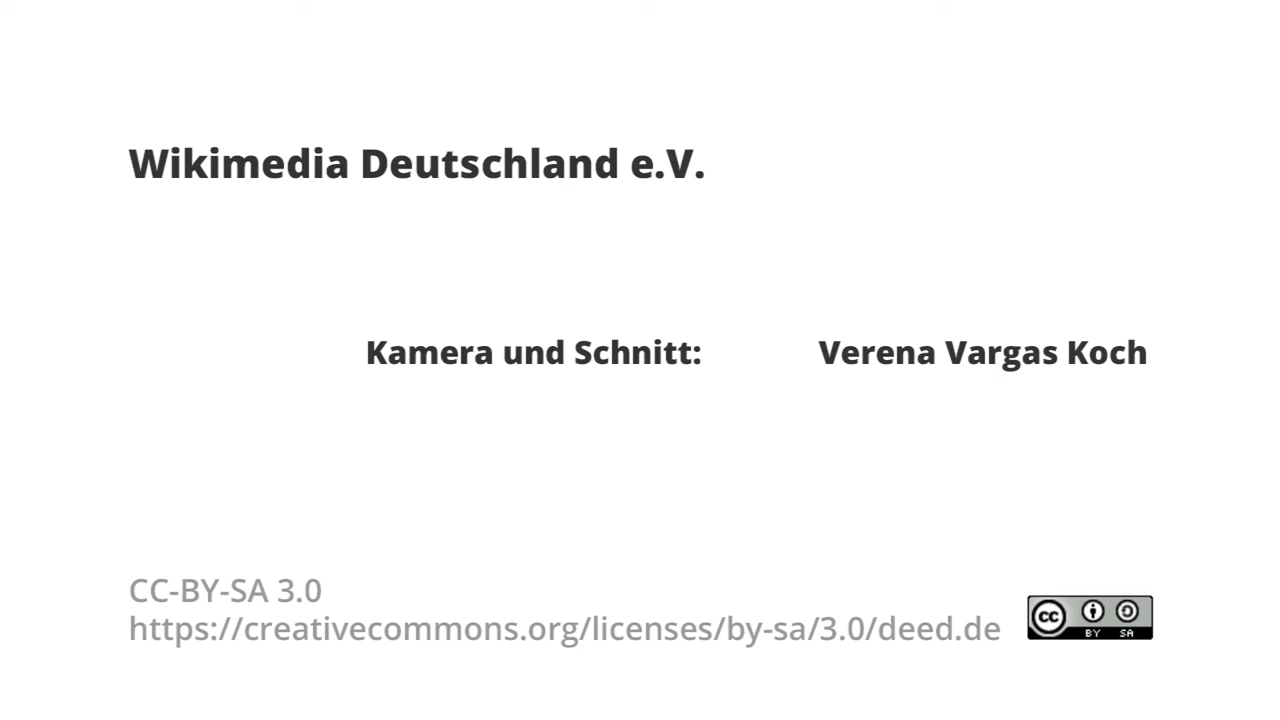 Wikimedia Deutschland e.V.
Kamera und Schnitt: Verena Vargas Koch
CC-BY-SA 3.0
https://creativecommons.org/licenses/by-sa/3.0/deed.de
cc BY SA